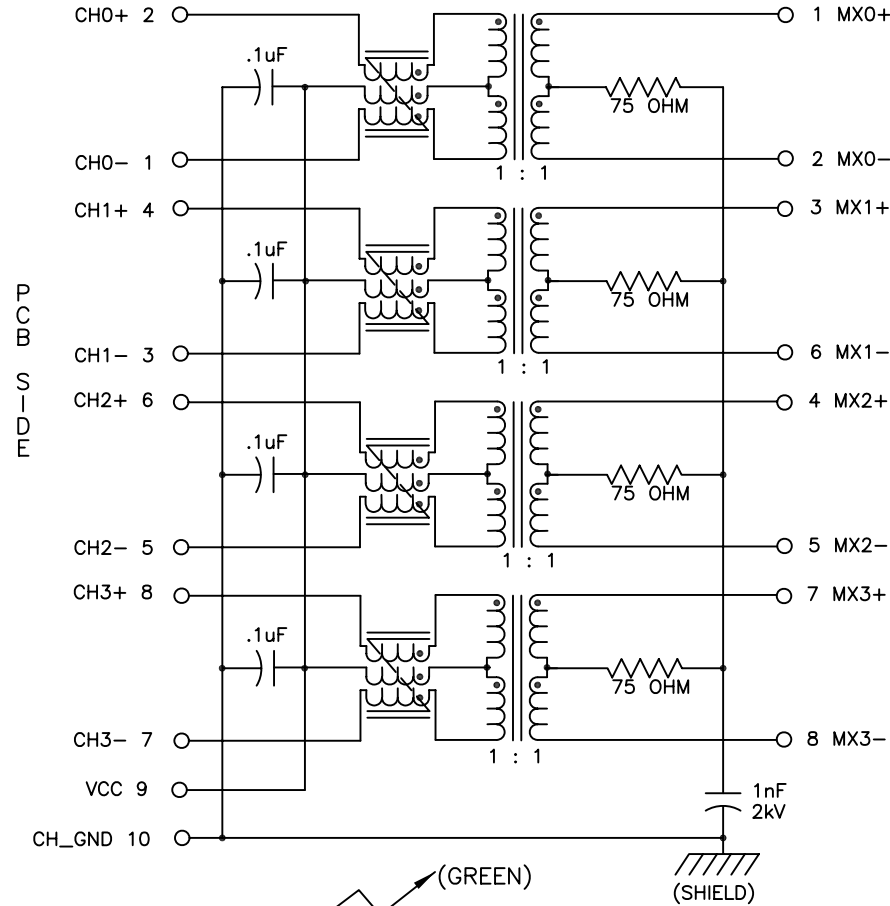 CH0+ 2
1 MX0+
.1uF
75 OHM
CH0- 1
2 MX0-
1 : 1
CH1+ 4
3 MX1+
.1uF
75 OHM
CH1- 3
6 MX1-
1 : 1
PCB SIDE
CH2+ 6
4 MX2+
.1uF
75 OHM
CH2- 5
5 MX2-
1 : 1
CH3+ 8
7 MX3+
.1uF
75 OHM
CH3- 7
8 MX3-
1 : 1
VCC 9
1nF
2kV
CH_GND 10
(GREEN)
(SHIELD)